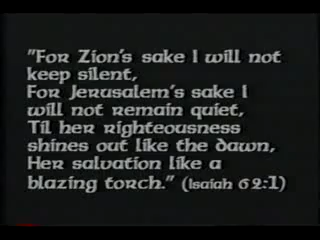 "For Zion's sake I will not
keep silent,
For Jerusalem's sake I
will not remain quiet,
Til her righteousness
shines out like the dawn,
Her salvation like a
blazing torch." (Isaiah 62:1)